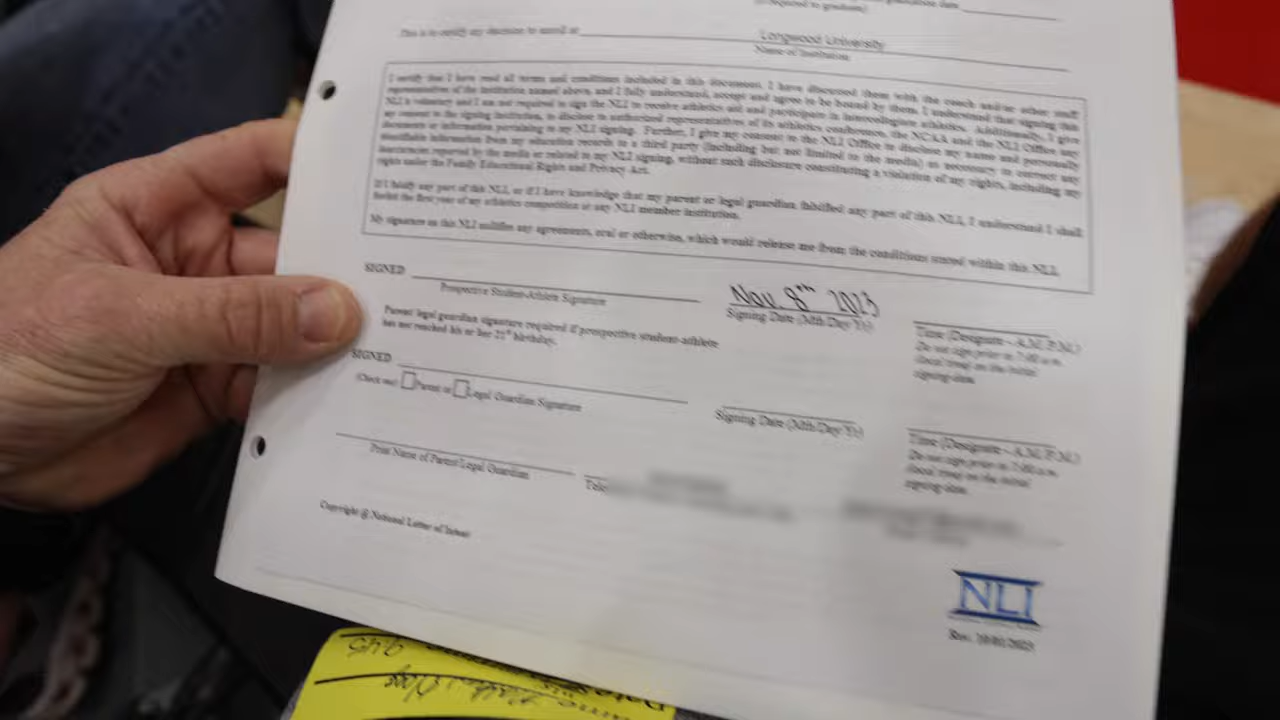 (required to graduate)
date
This is to certify my decision to enroll at Longwood University
Name of Institution
I certify that I have read all terms and conditions included in this document. I have discussed them with the coach and/or other staff
representatives of the institution named above, and I fully understand, accept and agree to be bound by them. I understand that signing this
NLI is voluntary and I am not required to sign the NLI to receive athletics aid and participate in intercollegiate athletics. Additionally, I give
my consent to the signing institution, to disclose to authorized representatives of its athletics conference, the NCAA and the NLI Office any
documents or information pertaining to my NLI signing. Further, I give my consent to the NLI Office to disclose my name and personally
identifiable information from my education records to a third party (including but not limited to the media) as necessary to correct any
inaccuracies reported by the media or related to my NLI signing, without such disclosure constituting a violation of my rights, including my
rights under the Family Educational Rights and Privacy Act.
If I falsify any part of this NLI, or if I have knowledge that my parent or legal guardian falsified any part of this NLI, I understand I shall
forfeit the first year of my athletics competition at any NLI member institution.
My signature on this NLI nullifies any agreements, oral or otherwise, which would release me from the conditions stated within this NLI.
SIGNED
Prospective Student-Athlete Signature
Nov. 8th 2023
Signing Date (Mth/Day/Yr)
Time (Designate - A.M./P.M.)
Do not sign prior to 7:00 a.m.
(local time) on the initial
signing date.
Parent/legal guardian signature required if prospective student-athlete
has not reached his or her 21st birthday.
SIGNED
(Check one) Parent or Legal Guardian Signature
Signing Date (Mth/Day/Yr)
Time (Designate - A.M./P.M.)
Do not sign prior to 7:00 a.m.
(local time) on the initial
signing date.
Print Name of Parent/Legal Guardian
Tele
Copyright @ National Letter of Intent
NLI
945